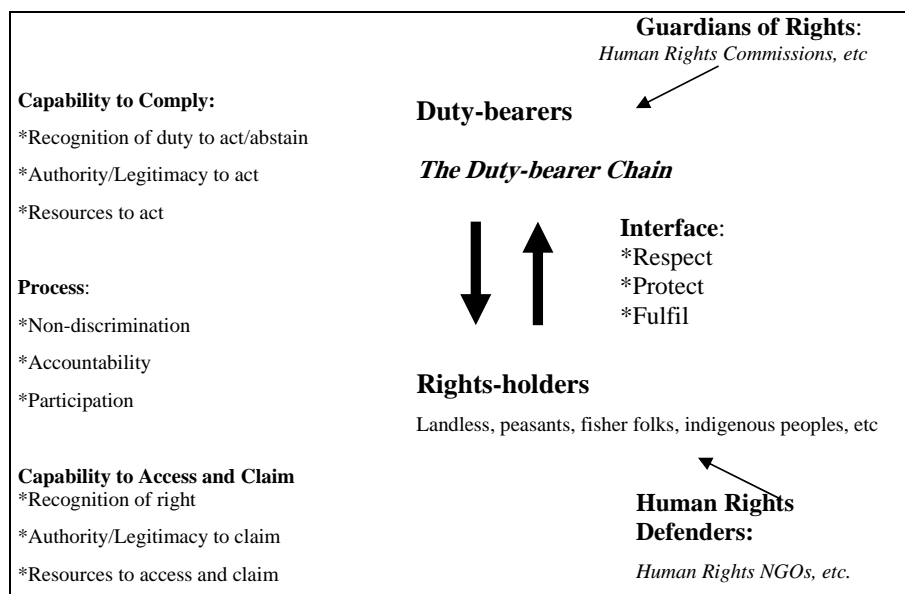 Guardians of Rights:
Human Rights Commissions, etc
Capability to Comply:
*Recognition of duty to act/abstain
*Authority/Legitimacy to act
*Resources to act
Process:
*Non-discrimination
*Accountability
*Participation
Capability to Access and Claim
*Recognition of right
*Authority/Legitimacy to claim
*Resources to access and claim
Duty-bearers
The Duty-bearer Chain
Interface:
*Respect
*Protect
*Fulfil
Rights-holders
Landless, peasants, fisher folks, indigenous peoples, etc
Human Rights
Defenders:
Human Rights NGOs, etc.